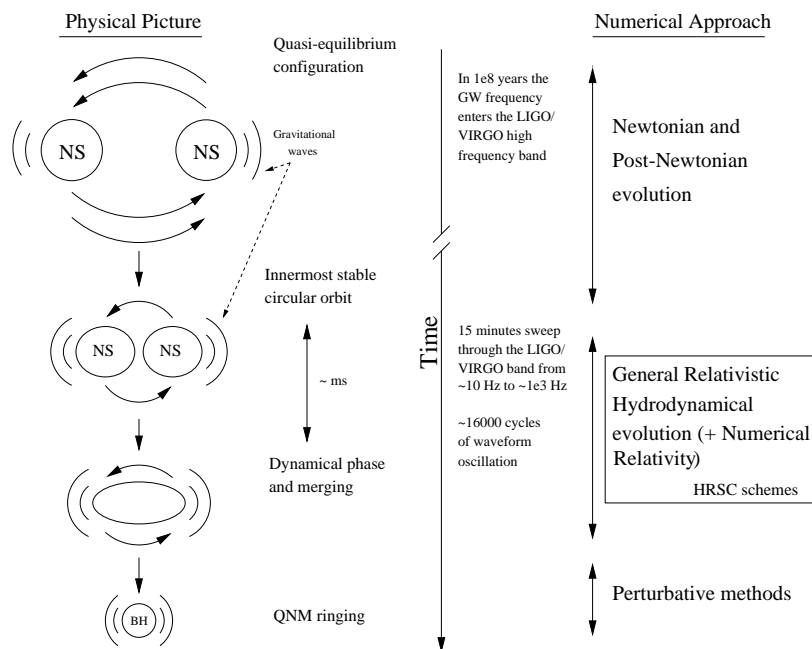 Physical Picture
Numerical Approach
Quasi-equilibrium
configuration
NS
NS
Gravitational
waves
In 1e8 years the
GW frequency
enters the LIGO/
VIRGO high
frequency band
Newtonian and
Post-Newtonian
evolution
Innermost stable
circular orbit
NS
NS
~ ms
Time
15 minutes sweep
through the LIGO/
VIRGO band from
~10 Hz to ~1e3 Hz
~16000 cycles
of waveform
oscillation
General Relativistic
Hydrodynamical
evolution (+ Numerical
Relativity)
HRSC schemes
Dynamical phase
and merging
BH
QNM ringing
Perturbative methods